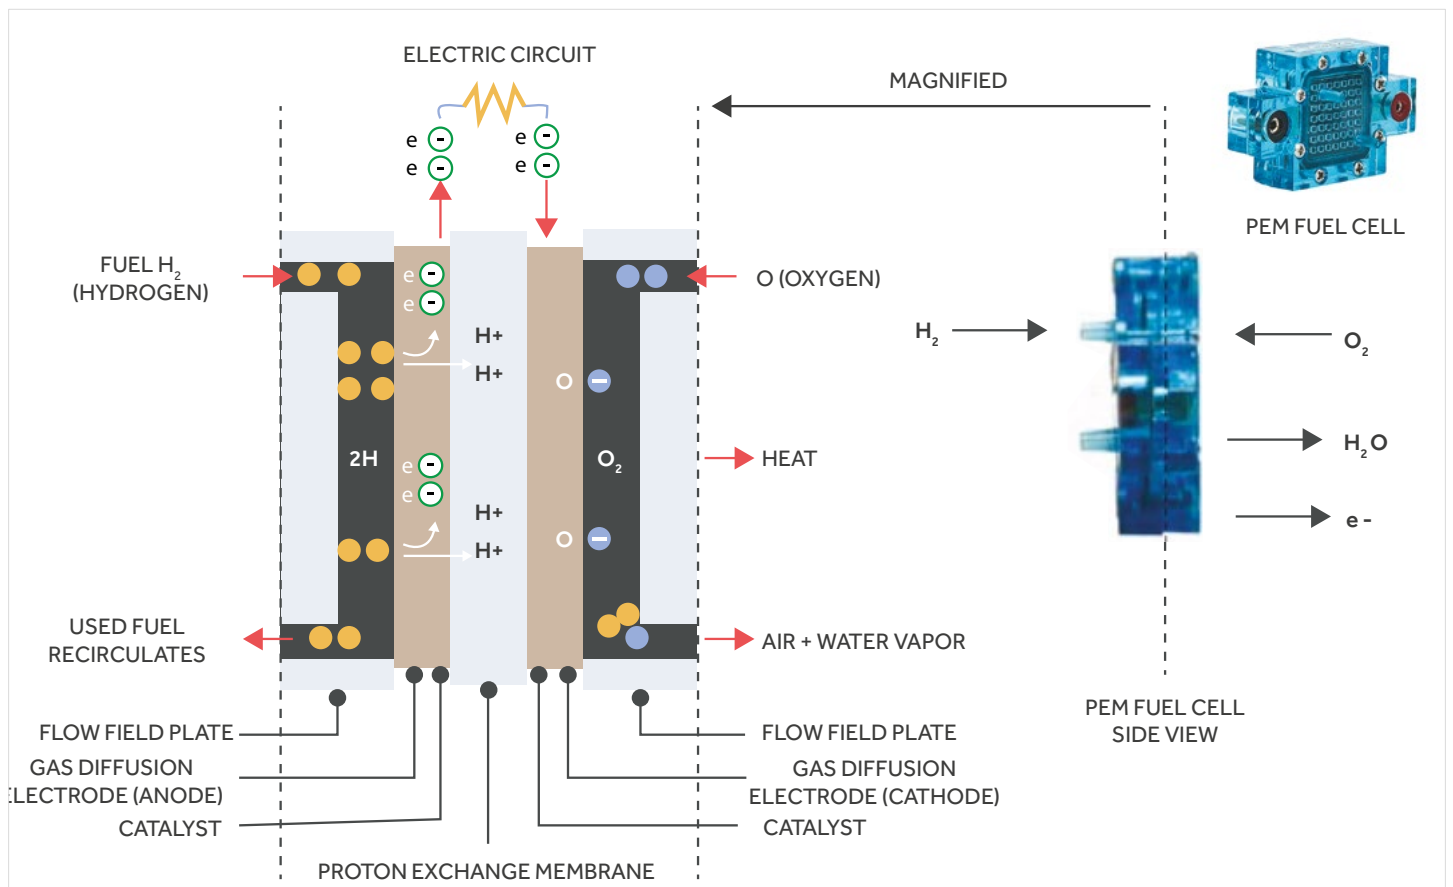 ELECTRIC CIRCUIT
MAGNIFIED
e -
e -
e -
e -
PEM FUEL CELL
FUEL H₂
(HYDROGEN)
O (OXYGEN)
e -
e -
H+
H+
H₂
O₂
O
2H
O₂
HEAT
H₂O
e -
e -
H+
H+
O
e -
USED FUEL
RECIRCULATES
AIR + WATER VAPOR
PEM FUEL CELL
SIDE VIEW
FLOW FIELD PLATE
FLOW FIELD PLATE
GAS DIFFUSION
ELECTRODE (ANODE)
GAS DIFFUSION
ELECTRODE (CATHODE)
CATALYST
CATALYST
PROTON EXCHANGE MEMBRANE